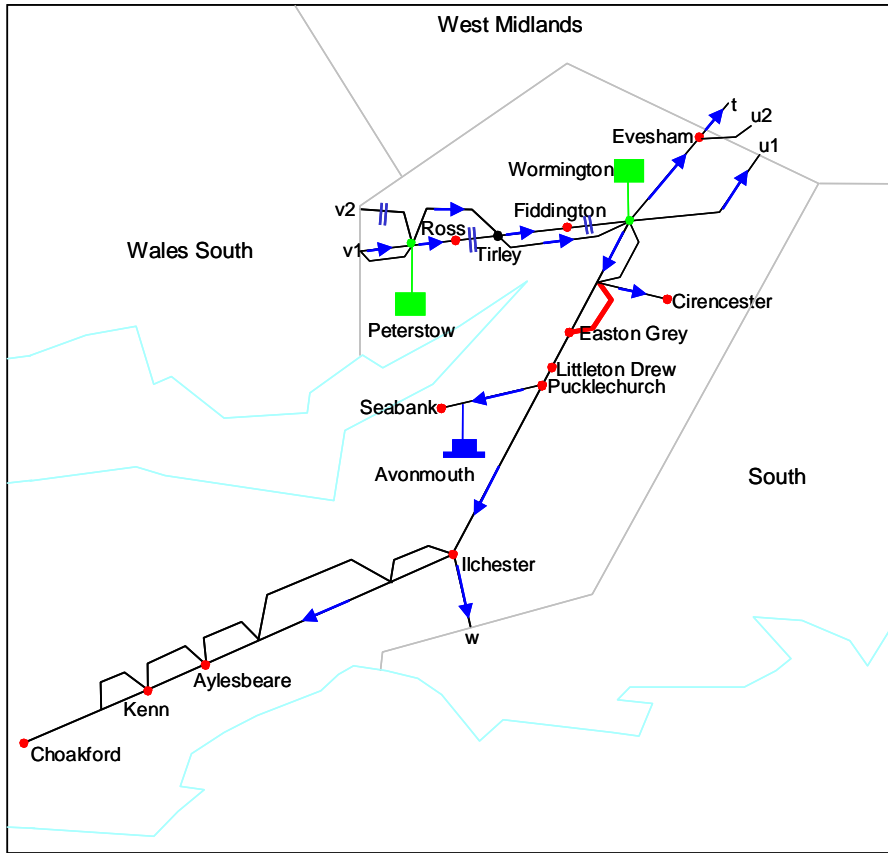 West Midlands
t
u2
Evesham
u1
Wormington
v2
Fiddington
Ross
Wales South
v1
Tirley
Cirencester
Peterstow
Easton Grey
Littleton Drew
Pucklechurch
Seabank
Avonmouth
South
Ilchester
w
Aylesbeare
Kenn
Choakford